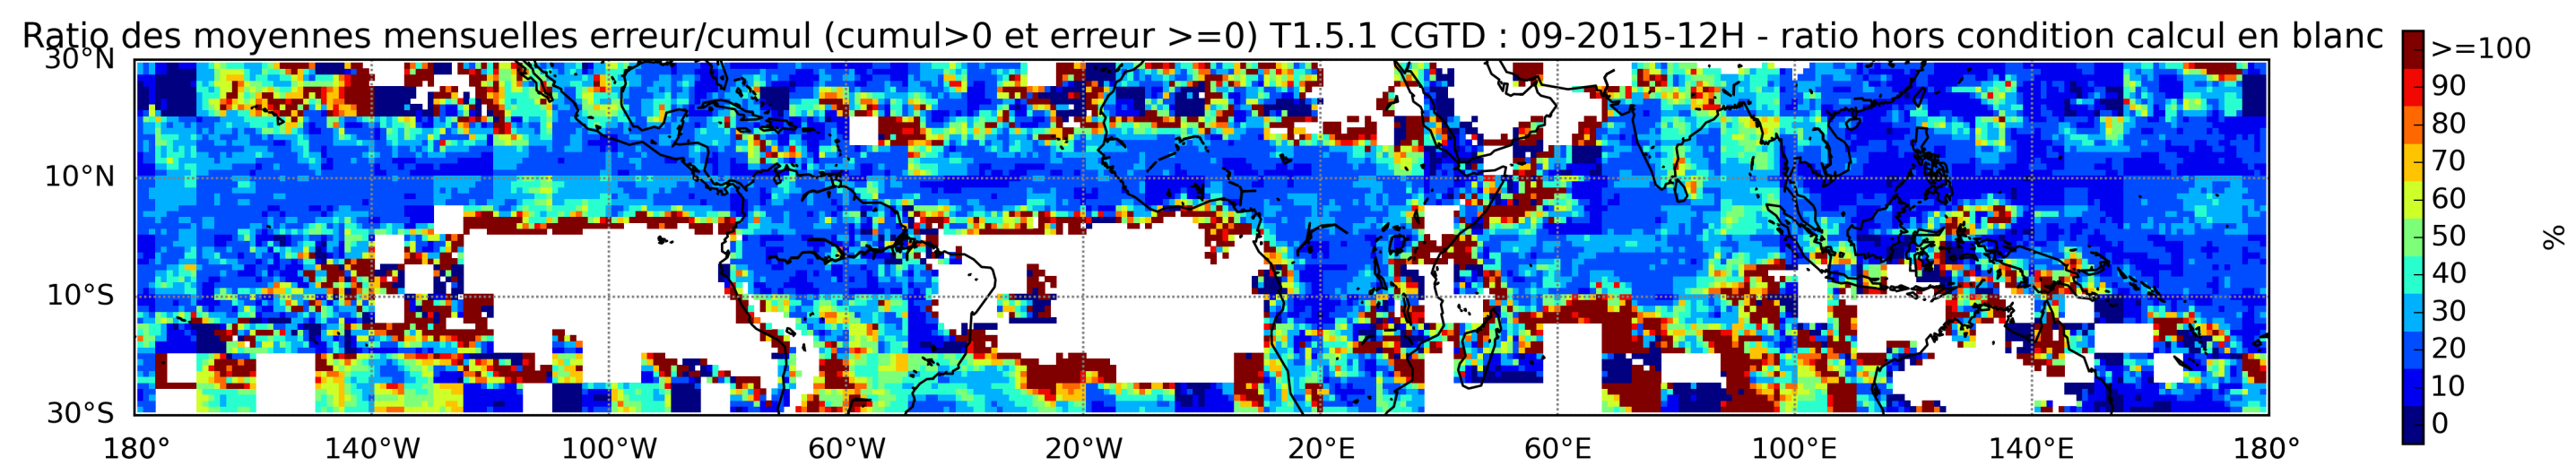 Ratio des moyennes mensuelles erreur/cumul (cumul>0 et erreur >=0) T1.5.1 CGTD : 09-2015-12H - ratio hors condition calcul en blanc
30°N
10°N
10°S
30°S
180° 140°W 100°W 60°W 20°W 20°E 60°E 100°E 140°E 180°
>=100
90
80
70
60
50
40
30
20
10
0
%